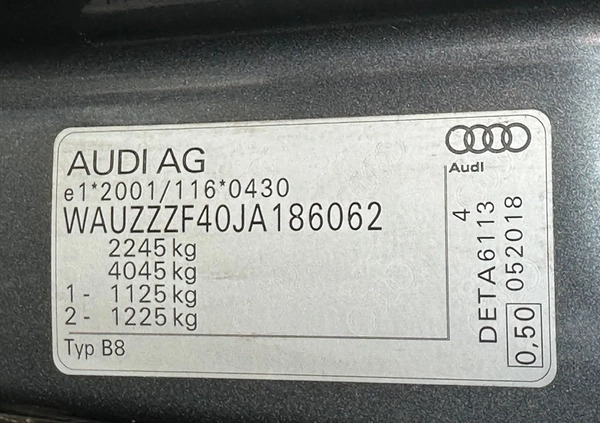 AUDI AG
e1*2001/116*0430
WAUZZZF40JA186062
2245 kg
4045 kg
1 - 1125 kg
2 - 1225 kg
Typ B8
Audi
4
DETA6113
052018
0,50